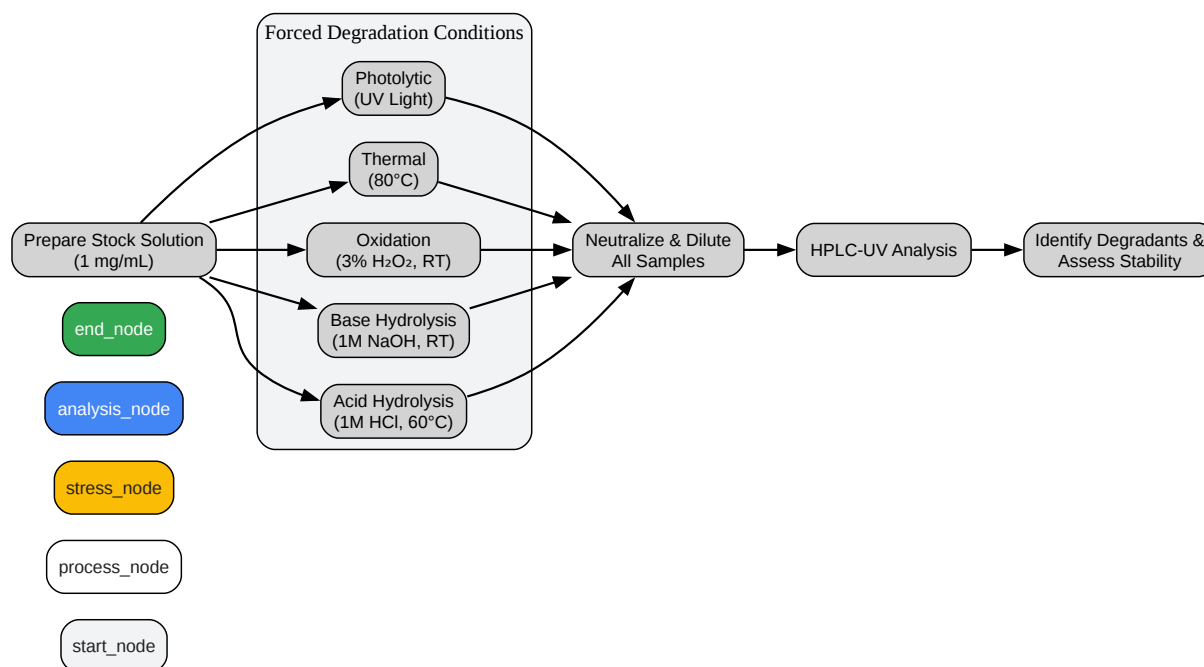 Forced Degradation Conditions
Photolytic
(UV Light)
Thermal
(80°C)
Prepare Stock Solution
(1 mg/mL)
Oxidation
(3% H₂O₂, RT)
Neutralize & Dilute
All Samples
HPLC-UV Analysis
Identify Degradants &
Assess Stability
Base Hydrolysis
(1M NaOH, RT)
Acid Hydrolysis
(1M HCl, 60°C)
end_node
analysis_node
stress_node
process_node
start_node